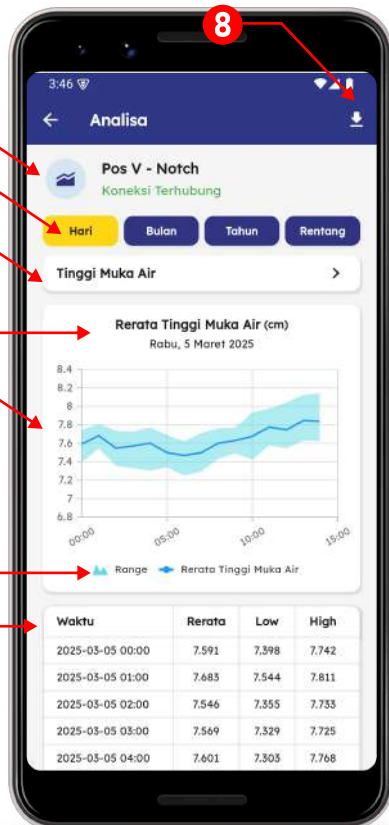 8
3:46
Analisa
Pos V - Notch
Koneksi Terhubung
Hari Bulan Tahun Rentang
Tinggi Muka Air
Rerata Tinggi Muka Air (cm)
Rabu, 5 Maret 2025
8.4
8.2
8
7.8
7.6
7.4
7.2
7
6.8
00:00 05:00 10:00 15:00
Range Rerata Tinggi Muka Air
Waktu Rerata Low High
2025-03-05 00:00 7.591 7.398 7.742
2025-03-05 01:00 7.683 7.544 7.811
2025-03-05 02:00 7.546 7.355 7.733
2025-03-05 03:00 7.569 7.329 7.725
2025-03-05 04:00 7.601 7.303 7.768